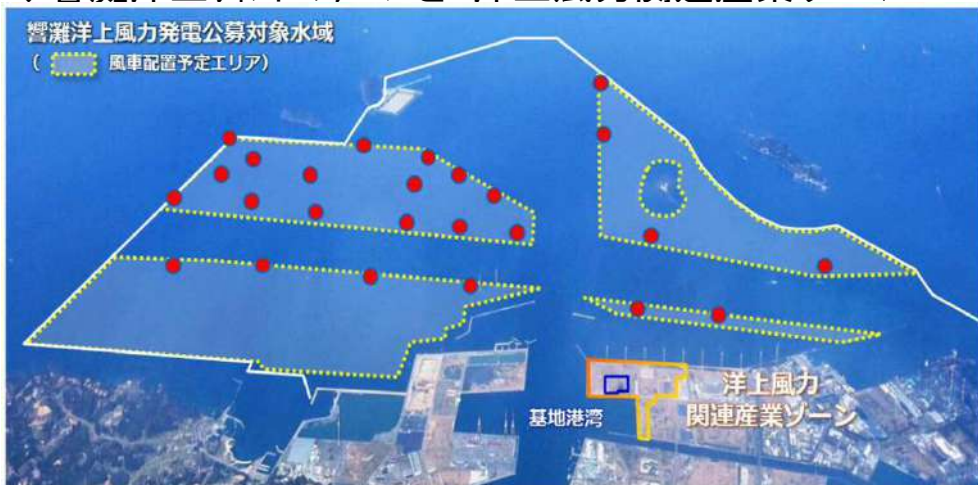 響灘洋上風力発電公募対象水域
( 風車配置予定エリア)
基地港湾
洋上風力
関連産業ゾーン